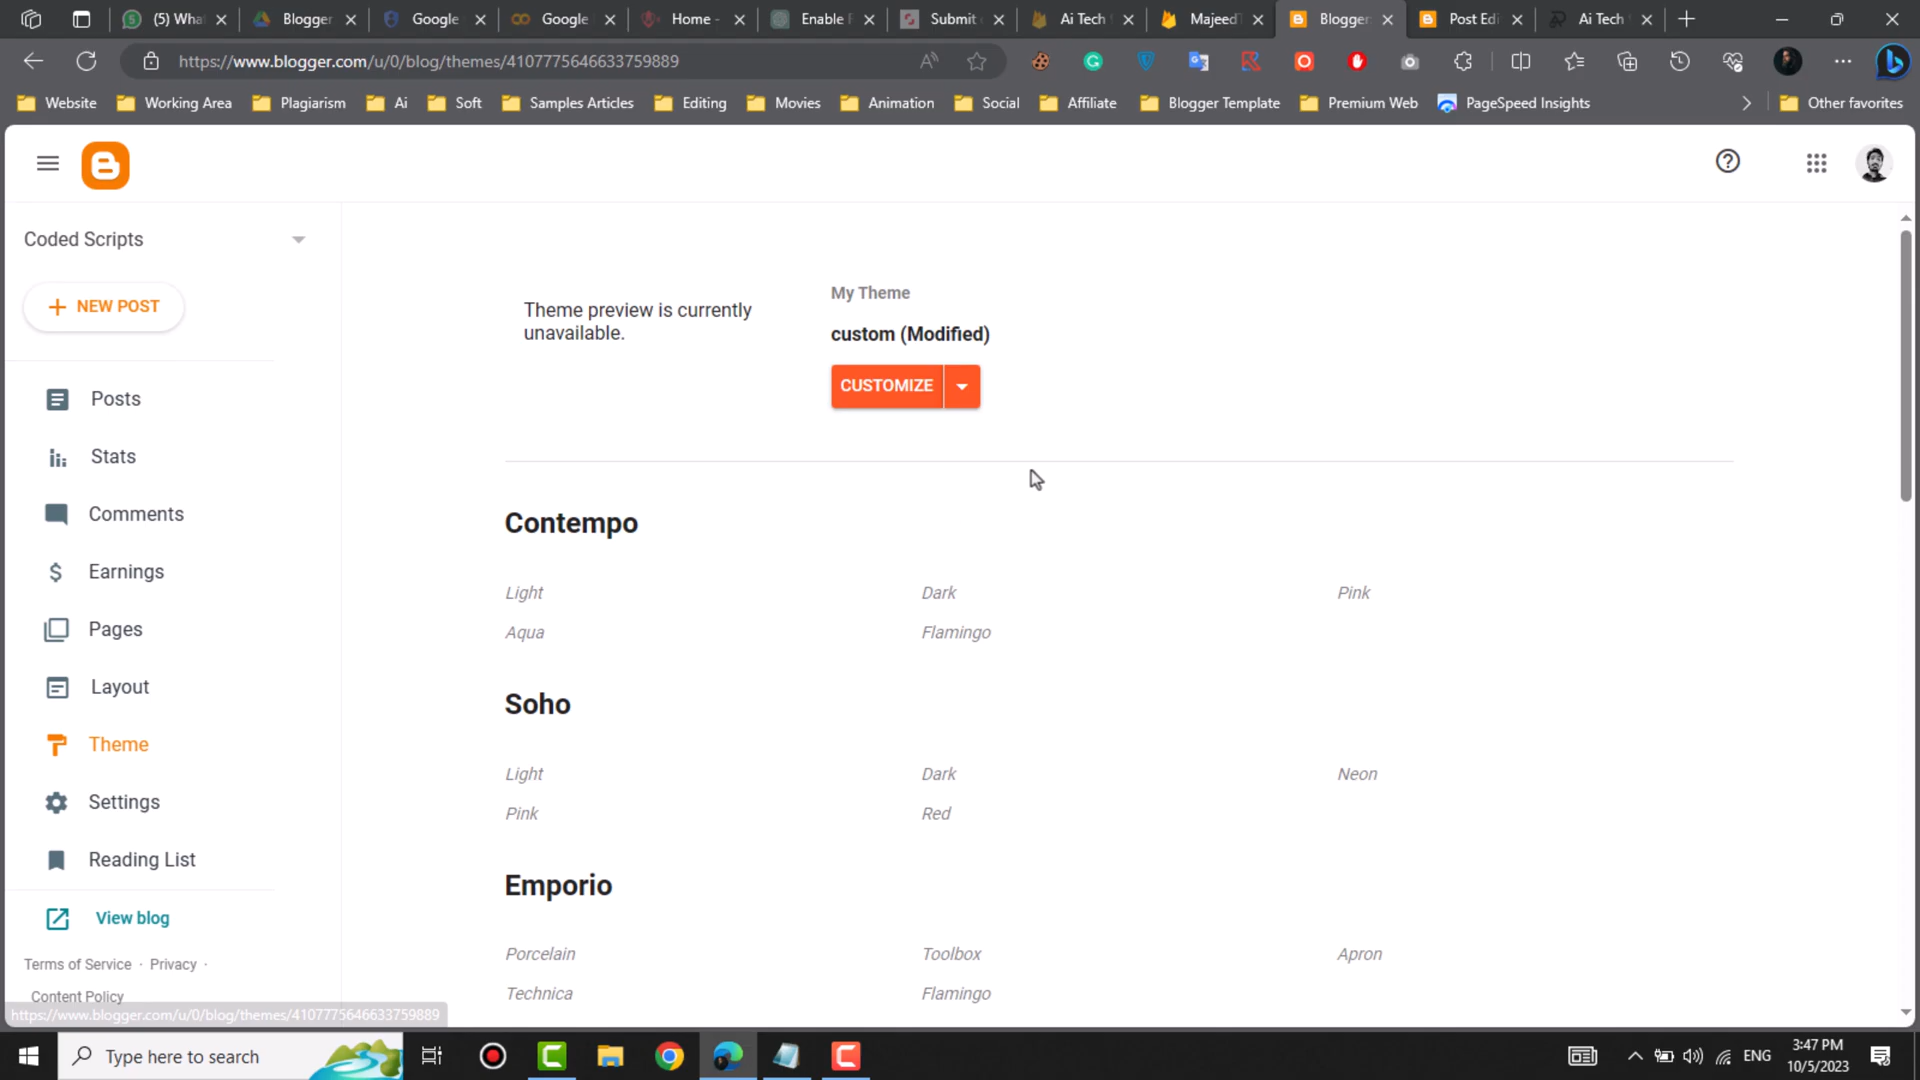 (5) Wha
Blogger
Google
Google
Home -
Enable F
Submit
Ai Tech
Majeed
Blogger
Post Edi
Ai Tech
https://www.blogger.com/u/0/blog/themes/4107775646633759889
Website
Working Area
Plagiarism
Ai
Soft
Samples Articles
Editing
Movies
Animation
Social
Affiliate
Blogger Template
Premium Web
PageSpeed Insights
Other favorites
Coded Scripts
NEW POST
Posts
Stats
Comments
Earnings
Pages
Layout
Theme
Settings
Reading List
View blog
Terms of Service · Privacy ·
Content Policy
https://www.blogger.com/u/0/blog/themes/4107775646633759889
Theme preview is currently
unavailable.
My Theme
custom (Modified)
CUSTOMIZE
Contempo
Light Dark Pink
Aqua Flamingo
Soho
Light Dark Neon
Pink Red
Emporio
Porcelain Toolbox Apron
Technica Flamingo
Type here to search
ENG
3:47 PM
10/5/2023